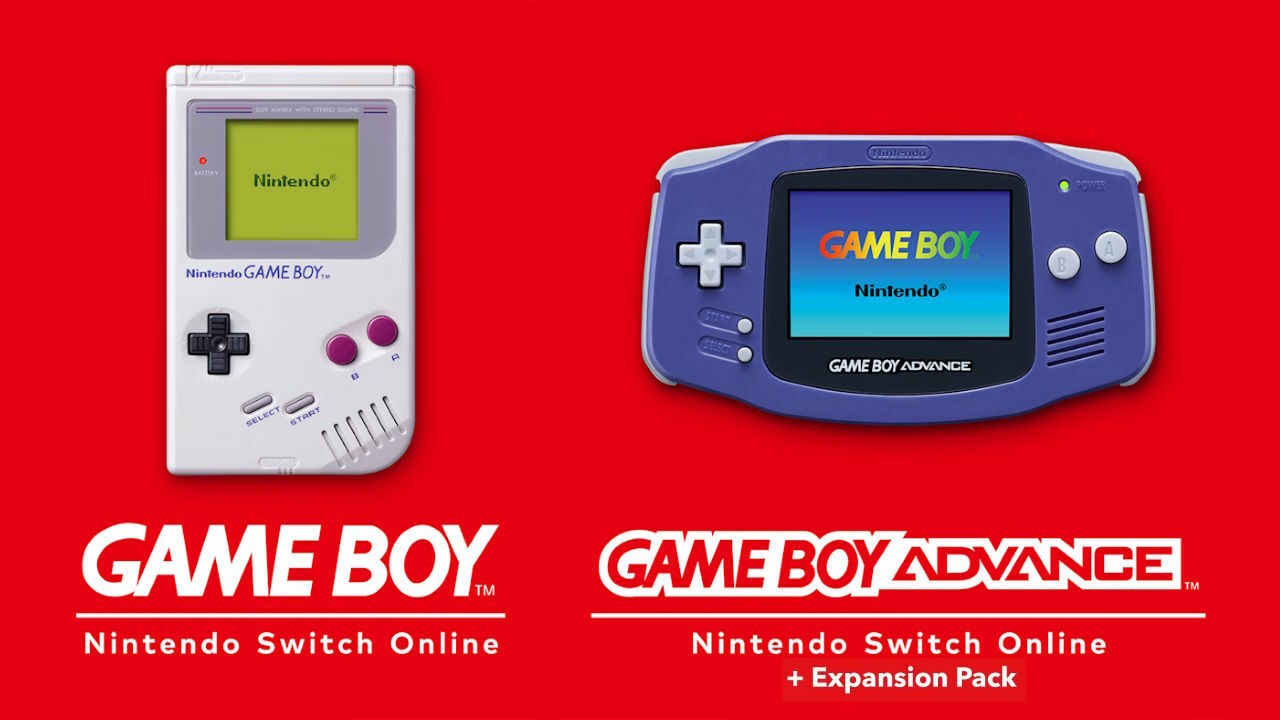 DOT MATRIX WITH STEREO SOUND
BATTERY
Nintendo®
Nintendo GAME BOY™
B
A
SELECT
START
GAME BOY™
Nintendo Switch Online
Nintendo
POWER
GAME BOY™
Nintendo®
B
A
START
SELECT
GAME BOY ADVANCE
GAME BOY ADVANCE™
Nintendo Switch Online
+ Expansion Pack